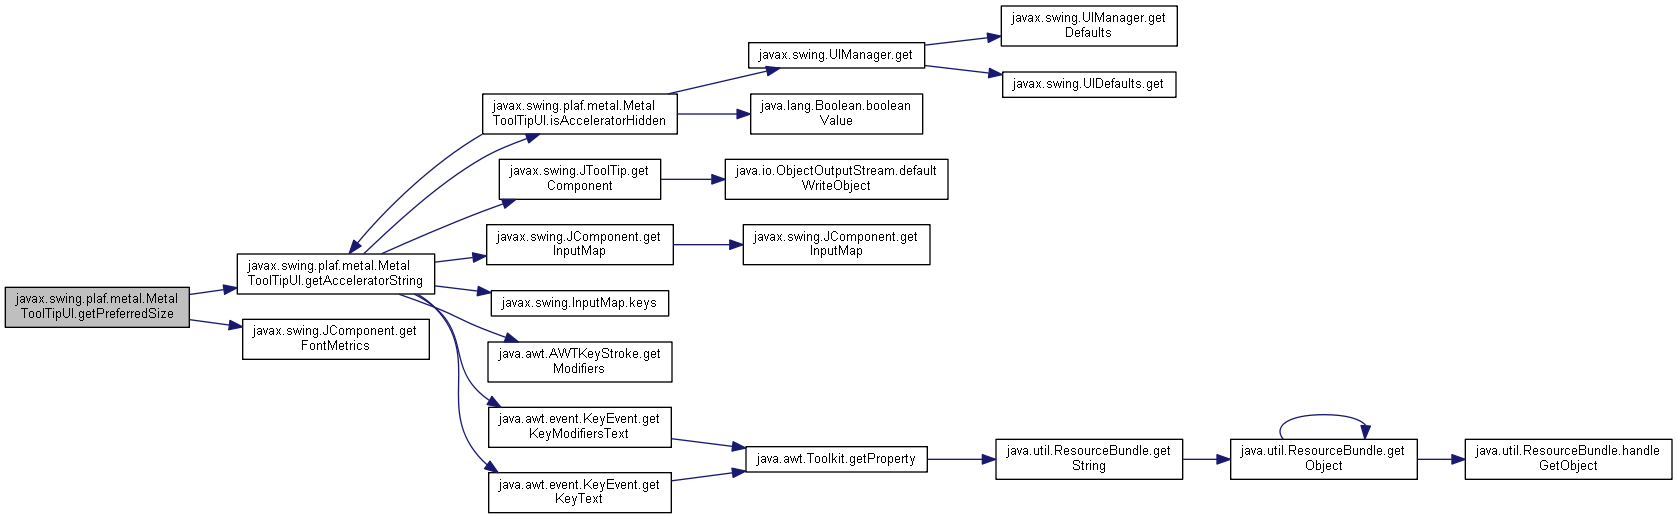 javax.swing.plaf.metal.Metal
ToolTipUI.getPreferredSize
javax.swing.plaf.metal.Metal
ToolTipUI.getAcceleratorString
javax.swing.JComponent.get
FontMetrics
javax.swing.plaf.metal.Metal
ToolTipUI.isAcceleratorHidden
javax.swing.JToolTip.get
Component
javax.swing.JComponent.get
InputMap
javax.swing.InputMap.keys
java.awt.AWTKeyStroke.get
Modifiers
java.awt.event.KeyEvent.get
KeyModifiersText
java.awt.event.KeyEvent.get
KeyText
javax.swing.UIManager.get
java.lang.Boolean.boolean
Value
java.io.ObjectOutputStream.default
WriteObject
javax.swing.JComponent.get
InputMap
java.awt.Toolkit.getProperty
javax.swing.UIManager.get
Defaults
javax.swing.UIDefaults.get
java.util.ResourceBundle.get
String
java.util.ResourceBundle.get
Object
java.util.ResourceBundle.handle
GetObject